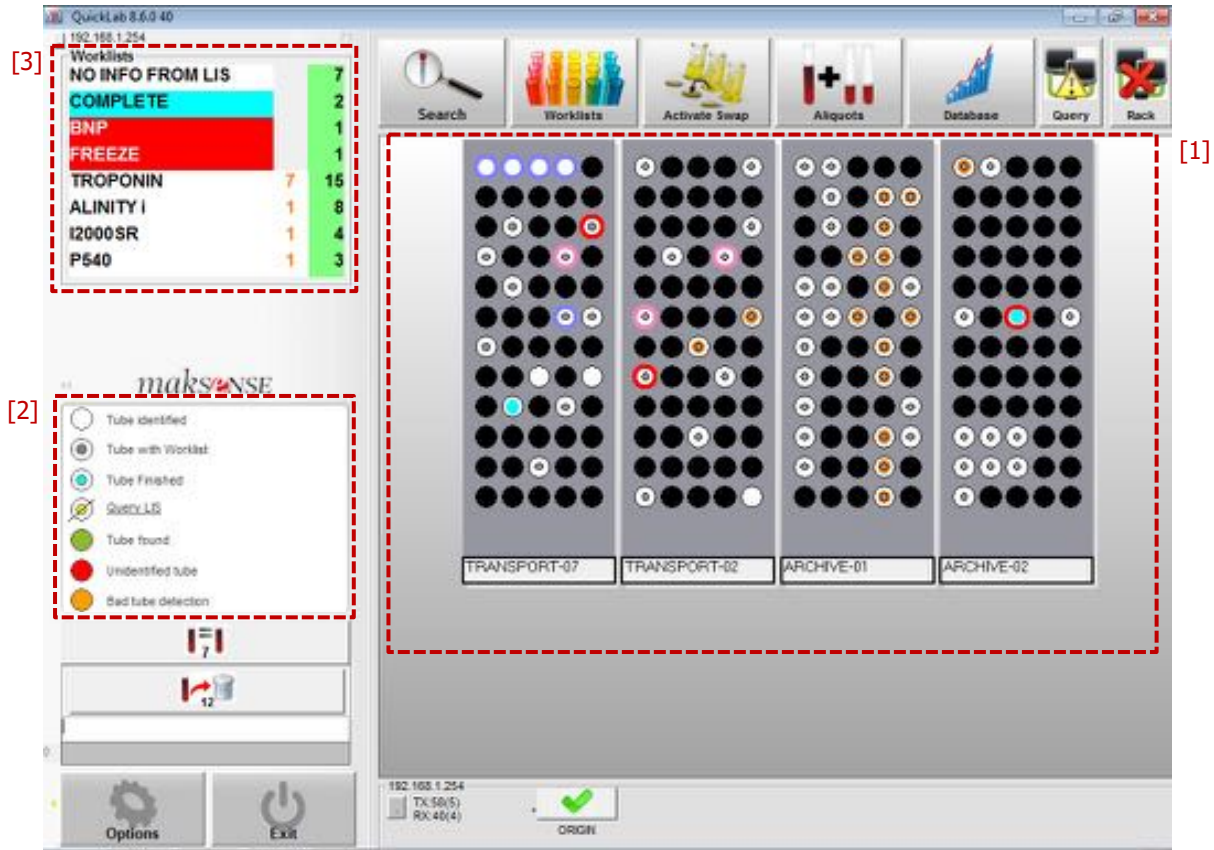 QuickLab 8.6.0 40
192.168.1.254
[3]
Worklists
NO INFO FROM LIS 7
COMPLETE 2
BNP 1
FREEZE 1
TROPONIN 7 15
ALINITY i 1 8
I2000SR 1 4
P540 1 3
Search
Worklists
Activate Swap
Aliquots
Database
Query
Rack
[1]
TRANSPORT-07
TRANSPORT-02
ARCHIVE-01
ARCHIVE-02
maksense
[2]
Tube identified
Tube with Worklist
Tube Finished
Query LIS
Tube found
Unidentified tube
Bad tube detection
7
12
Options
Exit
192.168.1.254
TX:58(5)
RX:40(4)
ORIGIN